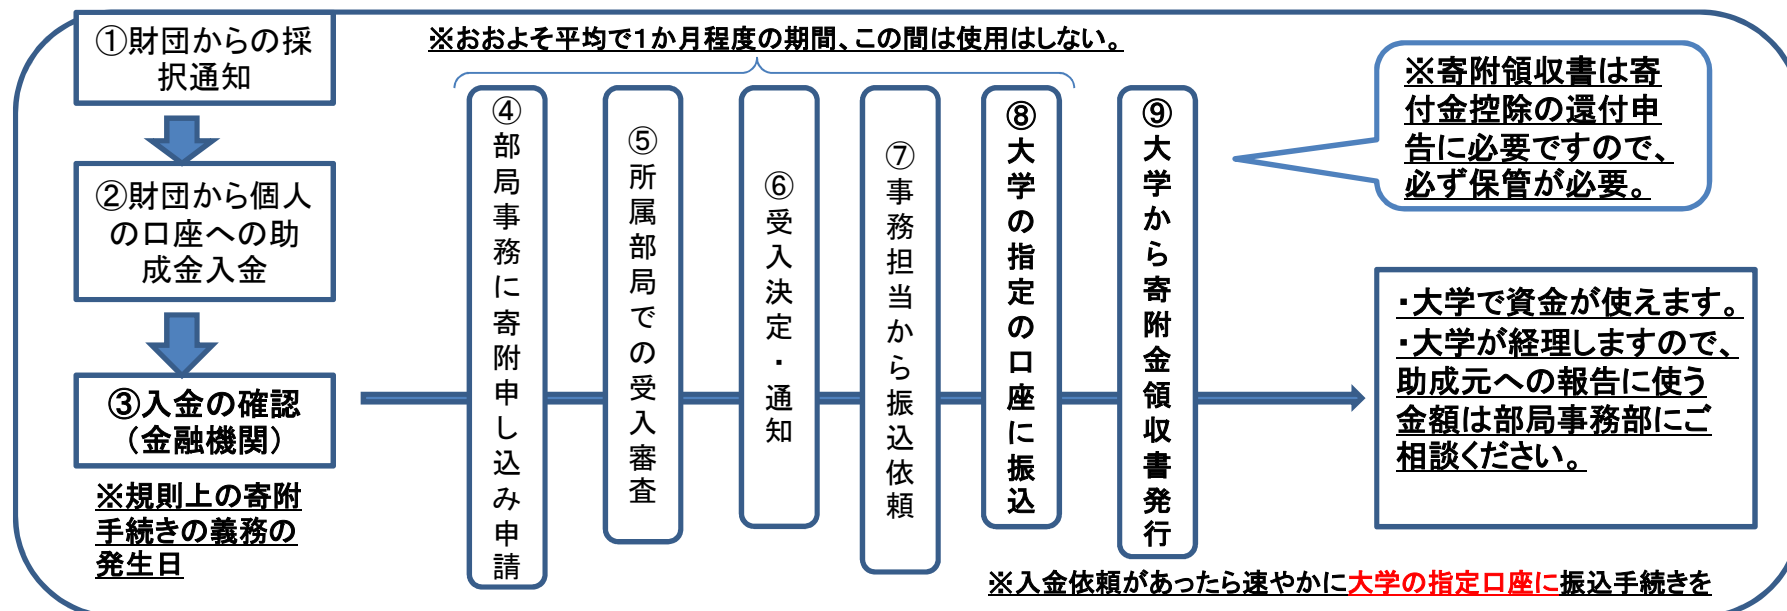 ①財団からの採
択通知
②財団から個人
の口座への助
成金入金
③入金の確認
（金融機関）
※規則上の寄附
手続きの義務の
発生日
※おおよそ平均で１か月程度の期間、この間は使用はしない。
④部局事務に寄附申し込み申請
⑤所属部局での受入審査
⑥受入決定・通知
⑦事務担当から振込依頼
⑧大学の指定の口座に振込
⑨大学から寄附金領収書発行
※寄附領収書は寄
付金控除の還付申
告に必要ですので、
必ず保管が必要。
・大学で資金が使えます。
・大学が経理しますので、
助成元への報告に使う
金額は部局事務部にご
相談ください。
※入金依頼があったら速やかに大学の指定口座に振込手続きを